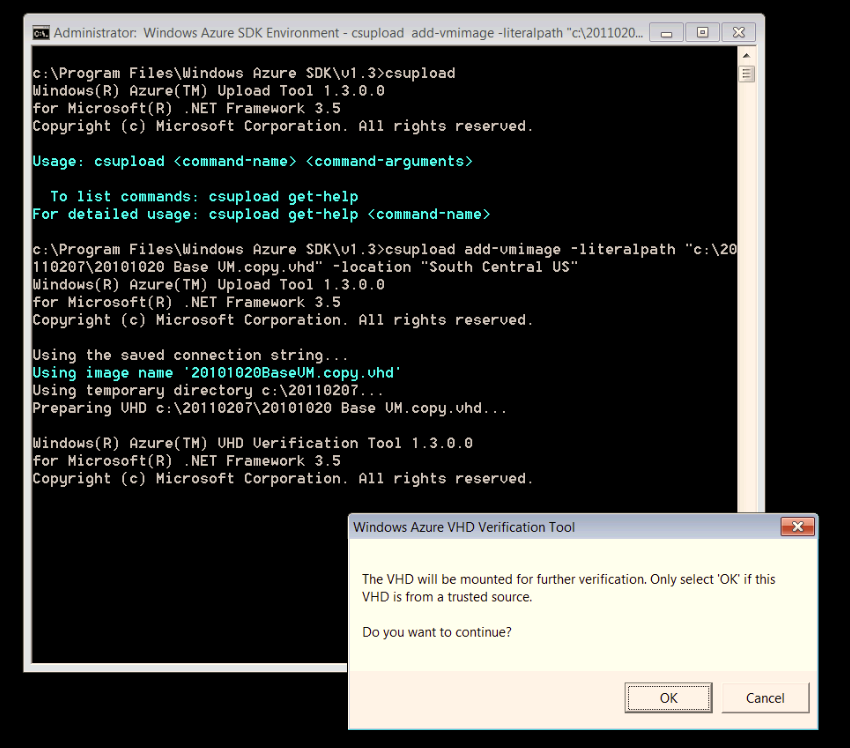 Administrator: Windows Azure SDK Environment - csupload add-vmimage -literalpath "c:\2011020...
c:\Program Files\Windows Azure SDK\v1.3>csupload
Windows(R) Azure(TM) Upload Tool 1.3.0.0
for Microsoft(R) .NET Framework 3.5
Copyright (c) Microsoft Corporation. All rights reserved.
Usage: csupload <command-name> <command-arguments>
To list commands: csupload get-help
For detailed usage: csupload get-help <command-name>
c:\Program Files\Windows Azure SDK\v1.3>csupload add-vmimage -literalpath "c:\20
110207\20101020 Base VM.copy.vhd" -location "South Central US"
Windows(R) Azure(TM) Upload Tool 1.3.0.0
for Microsoft(R) .NET Framework 3.5
Copyright (c) Microsoft Corporation. All rights reserved.
Using the saved connection string...
Using image name '20101020BaseVM.copy.vhd'
Using temporary directory c:\20110207...
Preparing VHD c:\20110207\20101020 Base VM.copy.vhd...
Windows(R) Azure(TM) VHD Verification Tool 1.3.0.0
for Microsoft(R) .NET Framework 3.5
Copyright (c) Microsoft Corporation. All rights reserved.
Windows Azure VHD Verification Tool
The VHD will be mounted for further verification. Only select 'OK' if this
VHD is from a trusted source.
Do you want to continue?
OK
Cancel